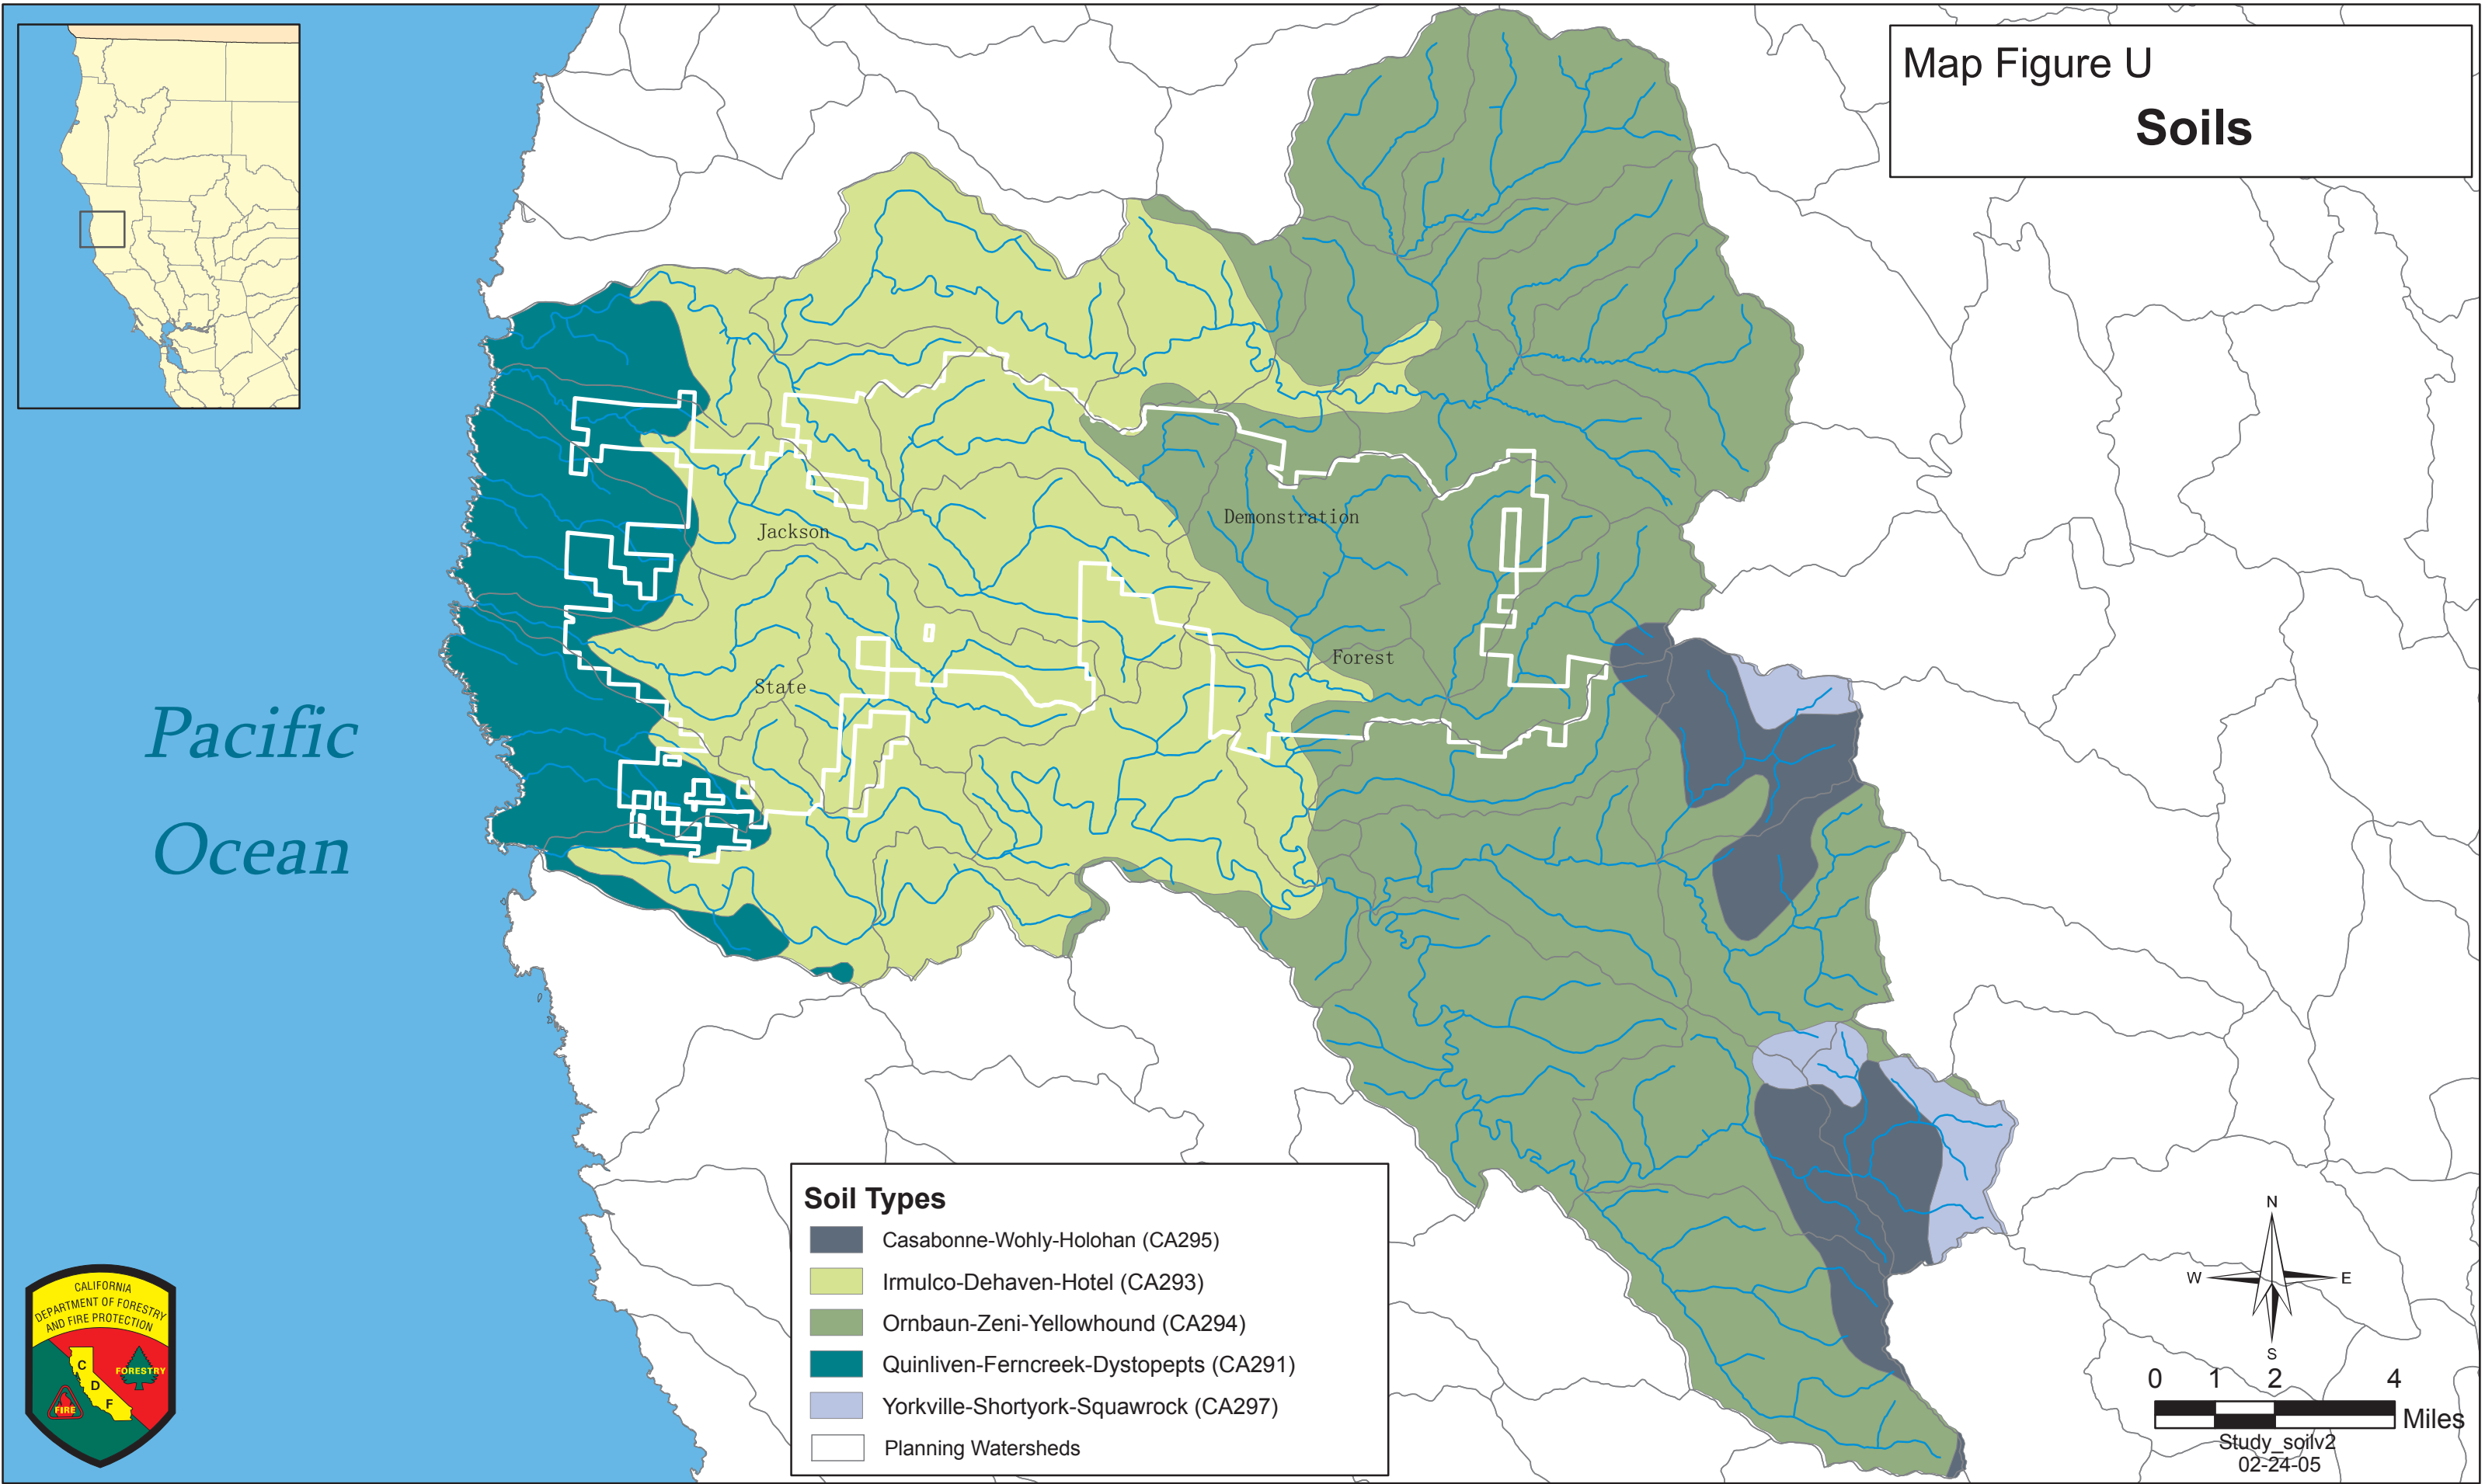 Map Figure U
Soils
Jackson
Demonstration
Forest
State
Pacific
Ocean
Soil Types
Casabonne-Wohly-Holohan (CA295)
Irmulco-Dehaven-Hotel (CA293)
Ornbaun-Zeni-Yellowhound (CA294)
Quinliven-Ferncreek-Dystopepts (CA291)
Yorkville-Shortyork-Squawrock (CA297)
Planning Watersheds
CALIFORNIA
DEPARTMENT OF FORESTRY
AND FIRE PROTECTION
C
D
F
FORESTRY
FIRE
N
W
E
S
0 1 2 4
Miles
Study_soilv2
02-24-05